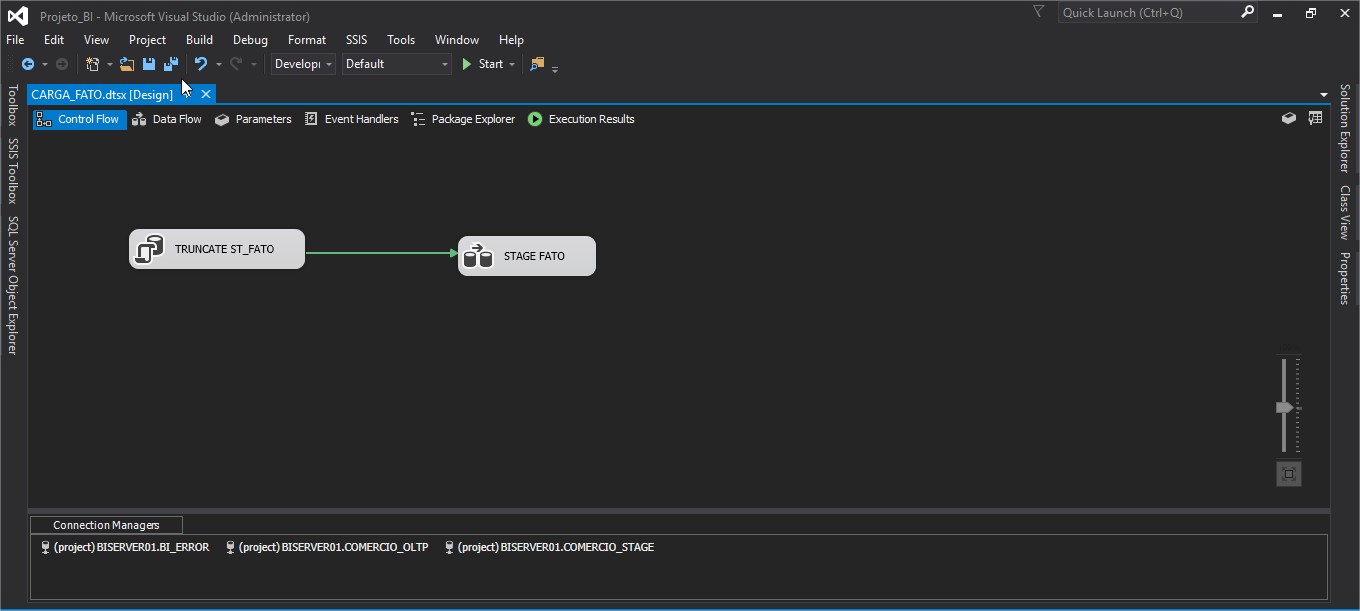 Projeto_BI - Microsoft Visual Studio (Administrator)
Quick Launch (Ctrl+Q)
File Edit View Project Build Debug Format SSIS Tools Window Help
Developi Default Start
CARGA_FATO.dtsx [Design]
Control Flow Data Flow Parameters Event Handlers Package Explorer Execution Results
Toolbox
SSIS Toolbox
SQL Server Object Explorer
TRUNCATE ST_FATO
STAGE FATO
Solution Explorer
Class View
Properties
Connection Managers
(project) BISERVER01.BI_ERROR (project) BISERVER01.COMERCIO_OLTP (project) BISERVER01.COMERCIO_STAGE